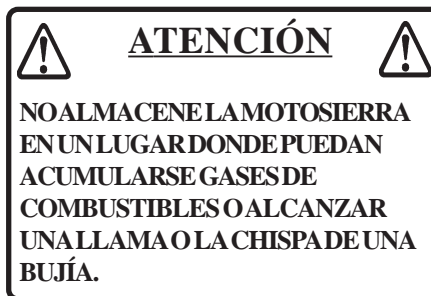 ATENCIÓN
NO ALMACENE LA MOTOSIERRA
EN UN LUGAR DONDE PUEDAN
ACUMULARSE GASES DE
COMBUSTIBLES O ALCANZAR
UNA LLAMA O LA CHISPA DE UNA
BUJÍA.